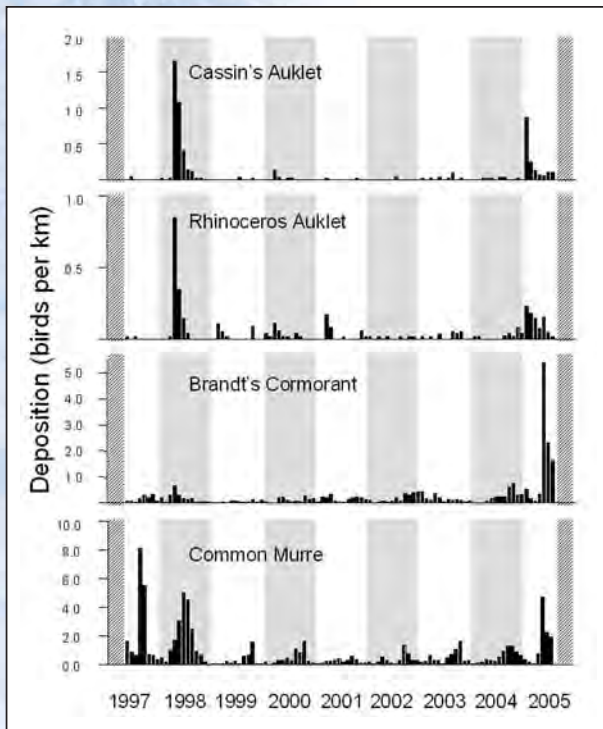 Deposition (birds per km)
2.0
Cassin's Auklet
1.5
1.0
0.5
1.0
Rhinoceros Auklet
0.5
5.0
Brandt's Cormorant
4.0
3.0
2.0
1.0
10.0
Common Murre
8.0
6.0
4.0
2.0
0.0
1997 1998 1999 2000 2001 2002 2003 2004 2005